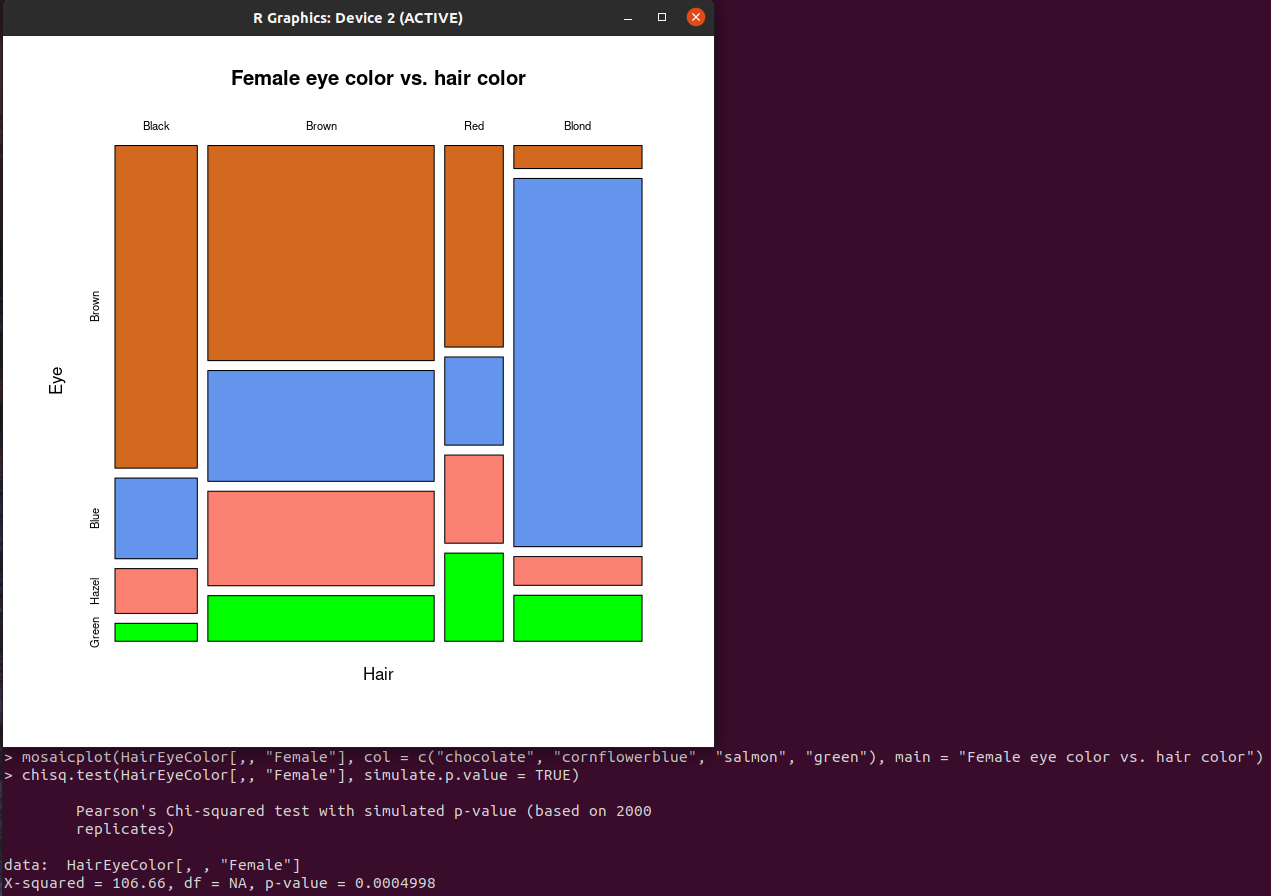 R Graphics: Device 2 (ACTIVE)
Female eye color vs. hair color
Black Brown Red Blond
Brown
Eye
Blue
Hazel
Green
Hair
> mosaicplot(HairEyeColor[,, "Female"], col = c("chocolate", "cornflowerblue", "salmon", "green"), main = "Female eye color vs. hair color")
> chisq.test(HairEyeColor[,, "Female"], simulate.p.value = TRUE)
Pearson's Chi-squared test with simulated p-value (based on 2000
replicates)
data:  HairEyeColor[, , "Female"]
X-squared = 106.66, df = NA, p-value = 0.0004998